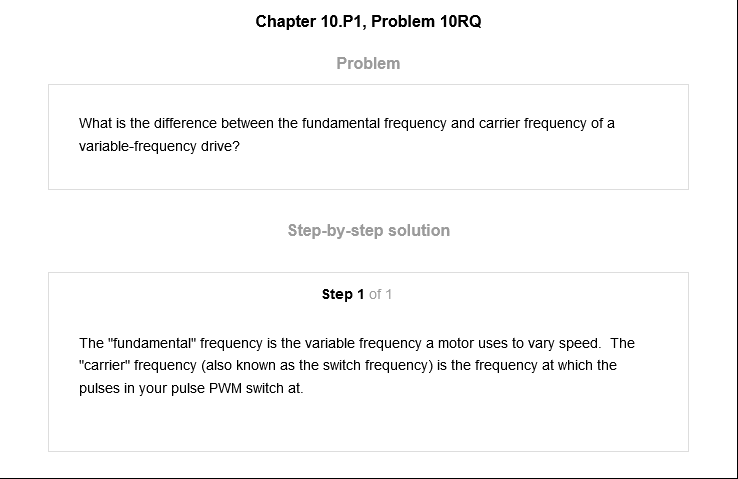 Chapter 10.P1, Problem 10RQ
Problem
What is the difference between the fundamental frequency and carrier frequency of a
variable-frequency drive?
Step-by-step solution
Step 1 of 1
The "fundamental" frequency is the variable frequency a motor uses to vary speed.  The
"carrier" frequency (also known as the switch frequency) is the frequency at which the
pulses in your pulse PWM switch at.